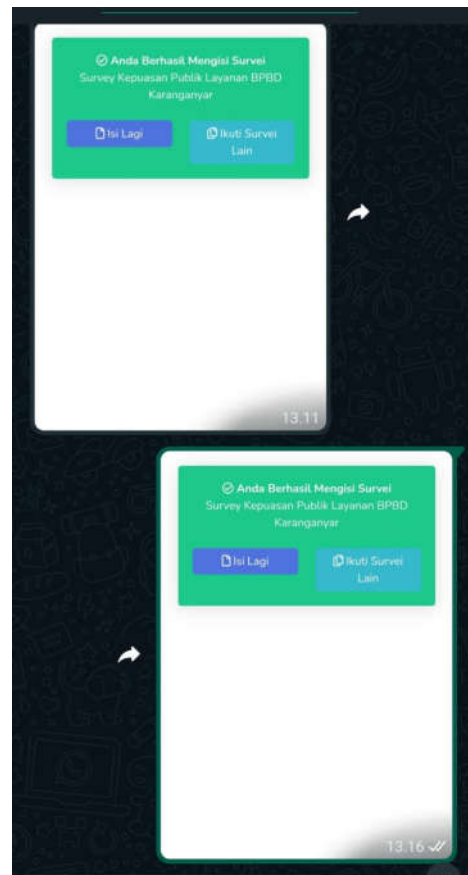 Anda Berhasil Mengisi Survei
Survey Kepuasan Publik Layanan BPBD
Karanganyar
Isi Lagi
Ikuti Survei
Lain
13.11
Anda Berhasil Mengisi Survei
Survey Kepuasan Publik Layanan BPBD
Karanganyar
Isi Lagi
Ikuti Survei
Lain
13.16